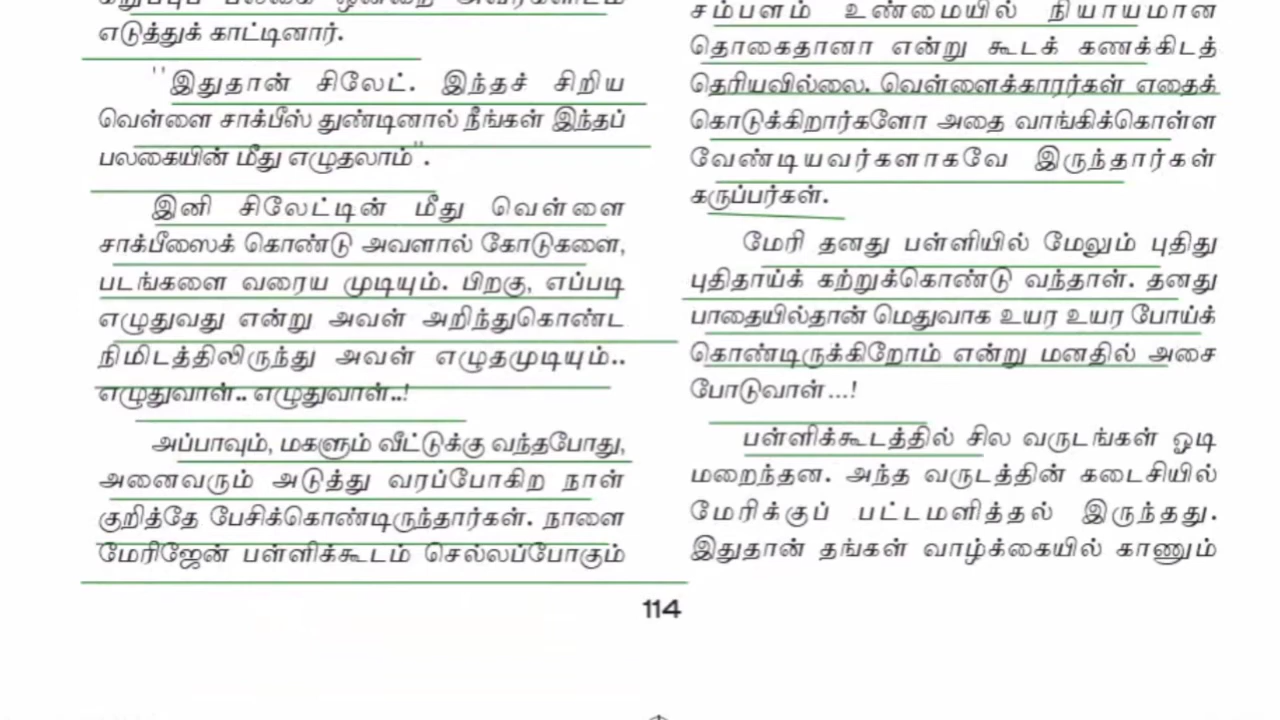 எடுத்துக் காட்டினார்.
''இதுதான் சிலேட். இந்தச் சிறிய
வெள்ளை சாக்பீஸ் துண்டினால் நீங்கள் இந்தப்
பலகையின் மீது எழுதலாம்''.
இனி சிலேட்டின் மீது வெள்ளை
சாக்பீஸைக் கொண்டு அவளால் கோடுகளை,
படங்களை வரைய முடியும். பிறகு, எப்படி
எழுதுவது என்று அவள் அறிந்துகொண்ட
நிமிடத்திலிருந்து அவள் எழுதமுடியும்..
எழுதுவாள்.. எழுதுவாள்..!
அப்பாவும், மகளும் வீட்டுக்கு வந்தபோது,
அனைவரும் அடுத்து வரப்போகிற நாள்
குறித்தே பேசிக்கொண்டிருந்தார்கள். நாளை
மேரிஜேன் பள்ளிக்கூடம் செல்லப்போகும்
சம்பளம் உண்மையில் நியாயமான
தொகைதானா என்று கூடக் கணக்கிடத்
தெரியவில்லை. வெள்ளைக்காரர்கள் எதைக்
கொடுக்கிறார்களோ அதை வாங்கிக்கொள்ள
வேண்டியவர்களாகவே இருந்தார்கள்
கருப்பர்கள்.
மேரி தனது பள்ளியில் மேலும் புதிது
புதிதாய்க் கற்றுக்கொண்டு வந்தாள். தனது
பாதையில்தான் மெதுவாக உயர உயர போய்க்
கொண்டிருக்கிறோம் என்று மனதில் அசை
போடுவாள்...!
பள்ளிக்கூடத்தில் சில வருடங்கள் ஓடி
மறைந்தன. அந்த வருடத்தின் கடைசியில்
மேரிக்குப் பட்டமளித்தல் இருந்தது.
இதுதான் தங்கள் வாழ்க்கையில் காணும்
114